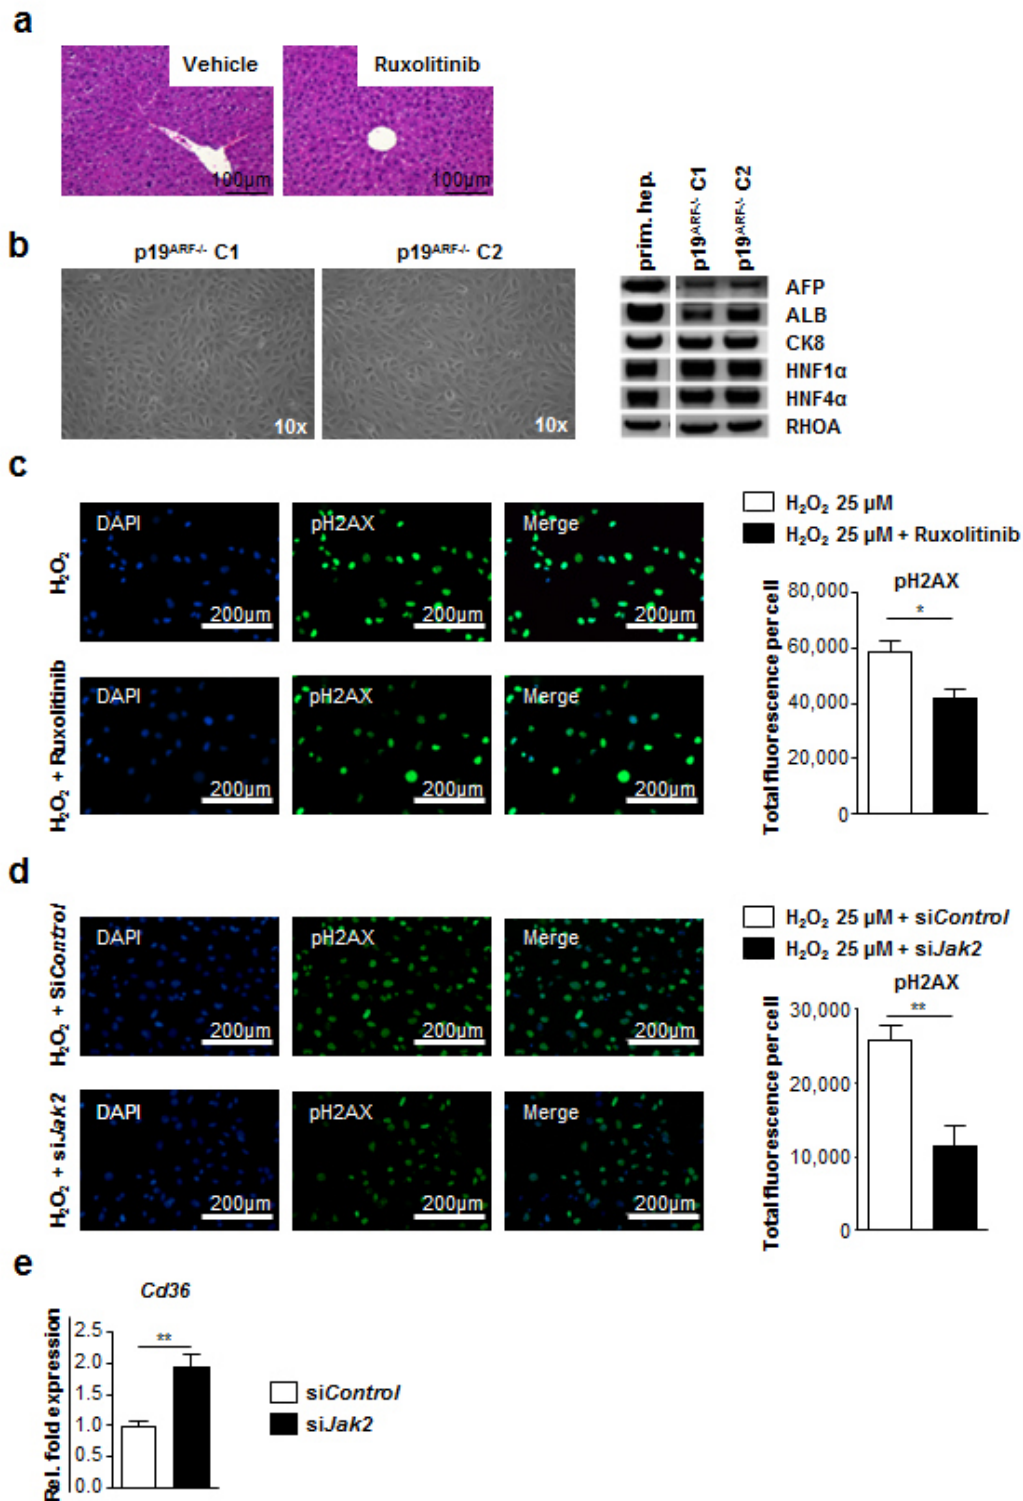 a
Vehicle
Ruxolitinib
100µm
100µm
b
p19ARF-/- C1
p19ARF-/- C2
10x
10x
prim. hep.
p19ARF-/- C1
p19ARF-/- C2
AFP
ALB
CK8
HNF1α
HNF4α
RHOA
c
H2O2
DAPI
200µm
pH2AX
200µm
Merge
200µm
H2O2 + Ruxolitinib
DAPI
200µm
pH2AX
200µm
Merge
200µm
H2O2 25 µM
H2O2 25 µM + Ruxolitinib
pH2AX
Total fluorescence per cell
80,000
60,000
40,000
20,000
0
*
d
H2O2 + SiControl
DAPI
200µm
pH2AX
200µm
Merge
200µm
H2O2 + siJak2
DAPI
200µm
pH2AX
200µm
Merge
200µm
H2O2 25 µM + siControl
H2O2 25 µM + siJak2
pH2AX
Total fluorescence per cell
30,000
20,000
10,000
0
**
e
Cd36
Rel. fold expression
2.5
2.0
1.5
1.0
0.5
0.0
**
siControl
siJak2